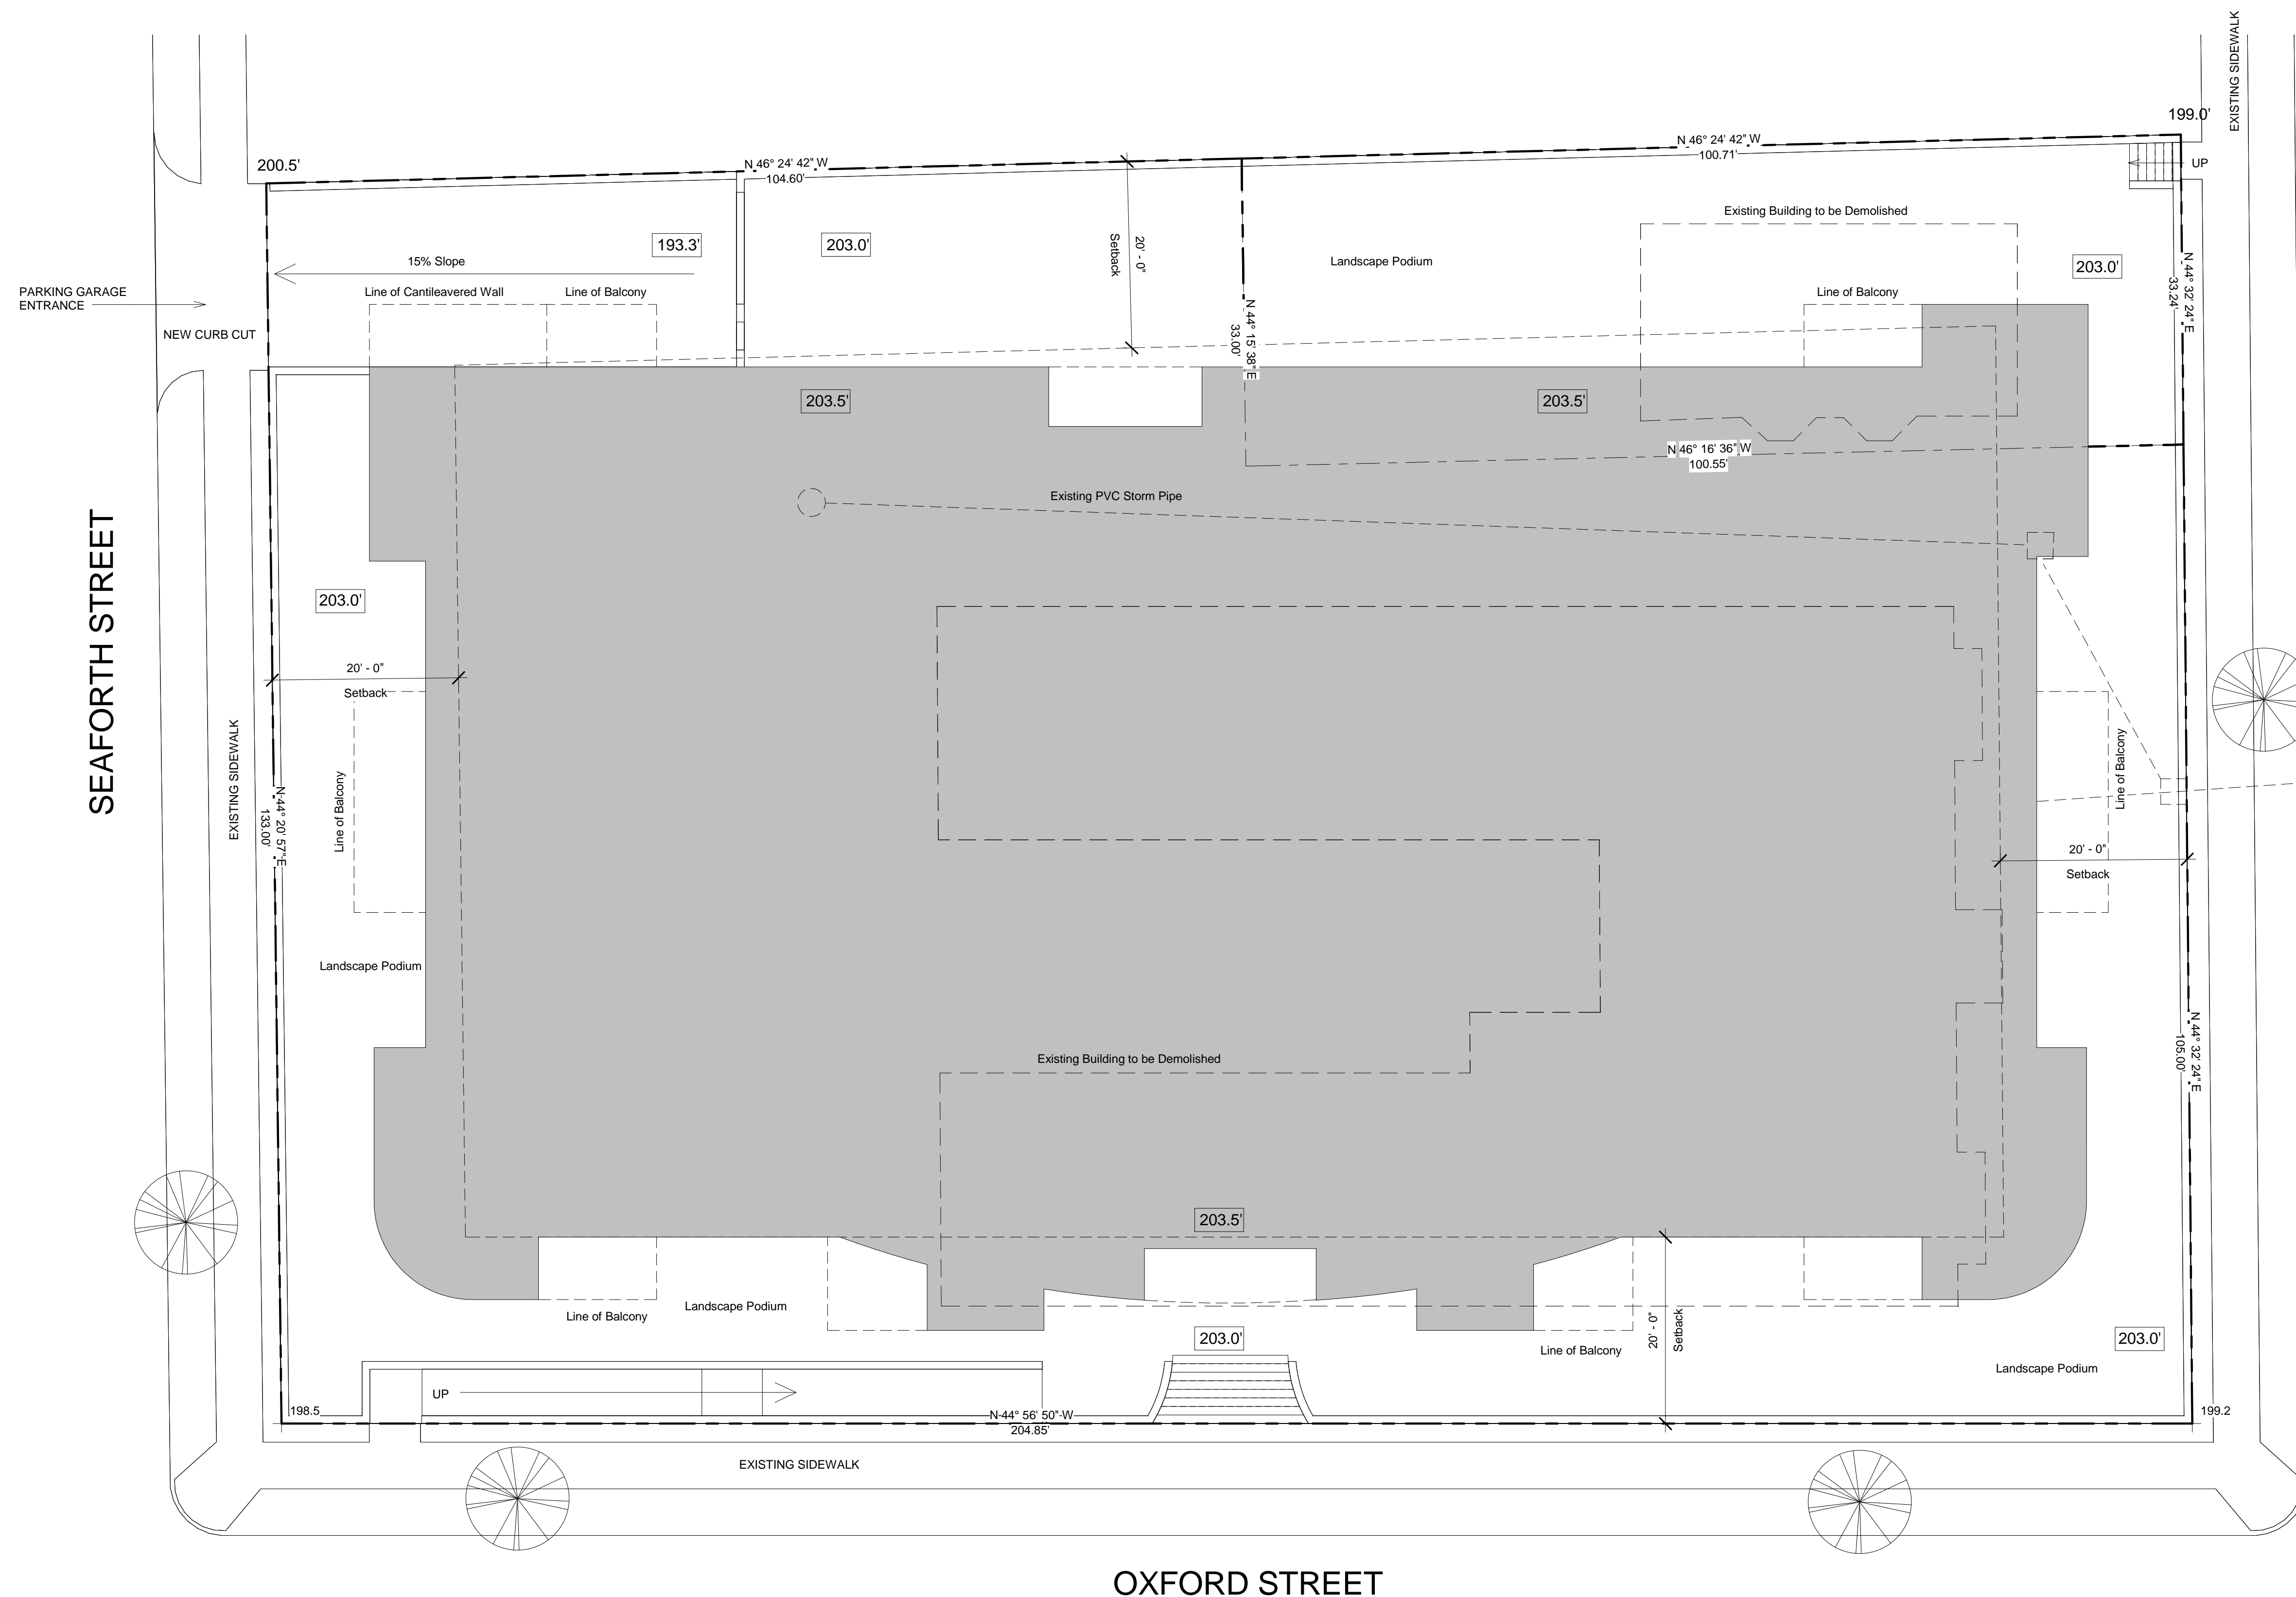 EXISTING SIDEWALK
199.0'
N 46° 24' 42" W
100.71'
200.5'
N 46° 24' 42" W
104.60'
UP
Existing Building to be Demolished
193.3'
203.0'
20' - 0"
Setback
15% Slope
Landscape Podium
203.0'
N 44° 32' 24" E
33.24'
PARKING GARAGE
ENTRANCE
Line of Cantileavered Wall
Line of Balcony
Line of Balcony
NEW CURB CUT
N 44° 15' 38" E
33.00'
203.5'
203.5'
N 46° 16' 36" W
100.55'
Existing PVC Storm Pipe
SEAFORTH STREET
203.0'
20' - 0"
Setback
EXISTING SIDEWALK
N 44° 20' 57" E
133.00'
Line of Balcony
Line of Balcony
20' - 0"
Setback
Landscape Podium
Existing Building to be Demolished
N 44° 32' 24" E
105.00'
203.5'
Line of Balcony
Landscape Podium
203.0'
Line of Balcony
20' - 0"
Setback
203.0'
Landscape Podium
UP
198.5
N 44° 56' 50" W
204.85'
199.2
EXISTING SIDEWALK
OXFORD STREET